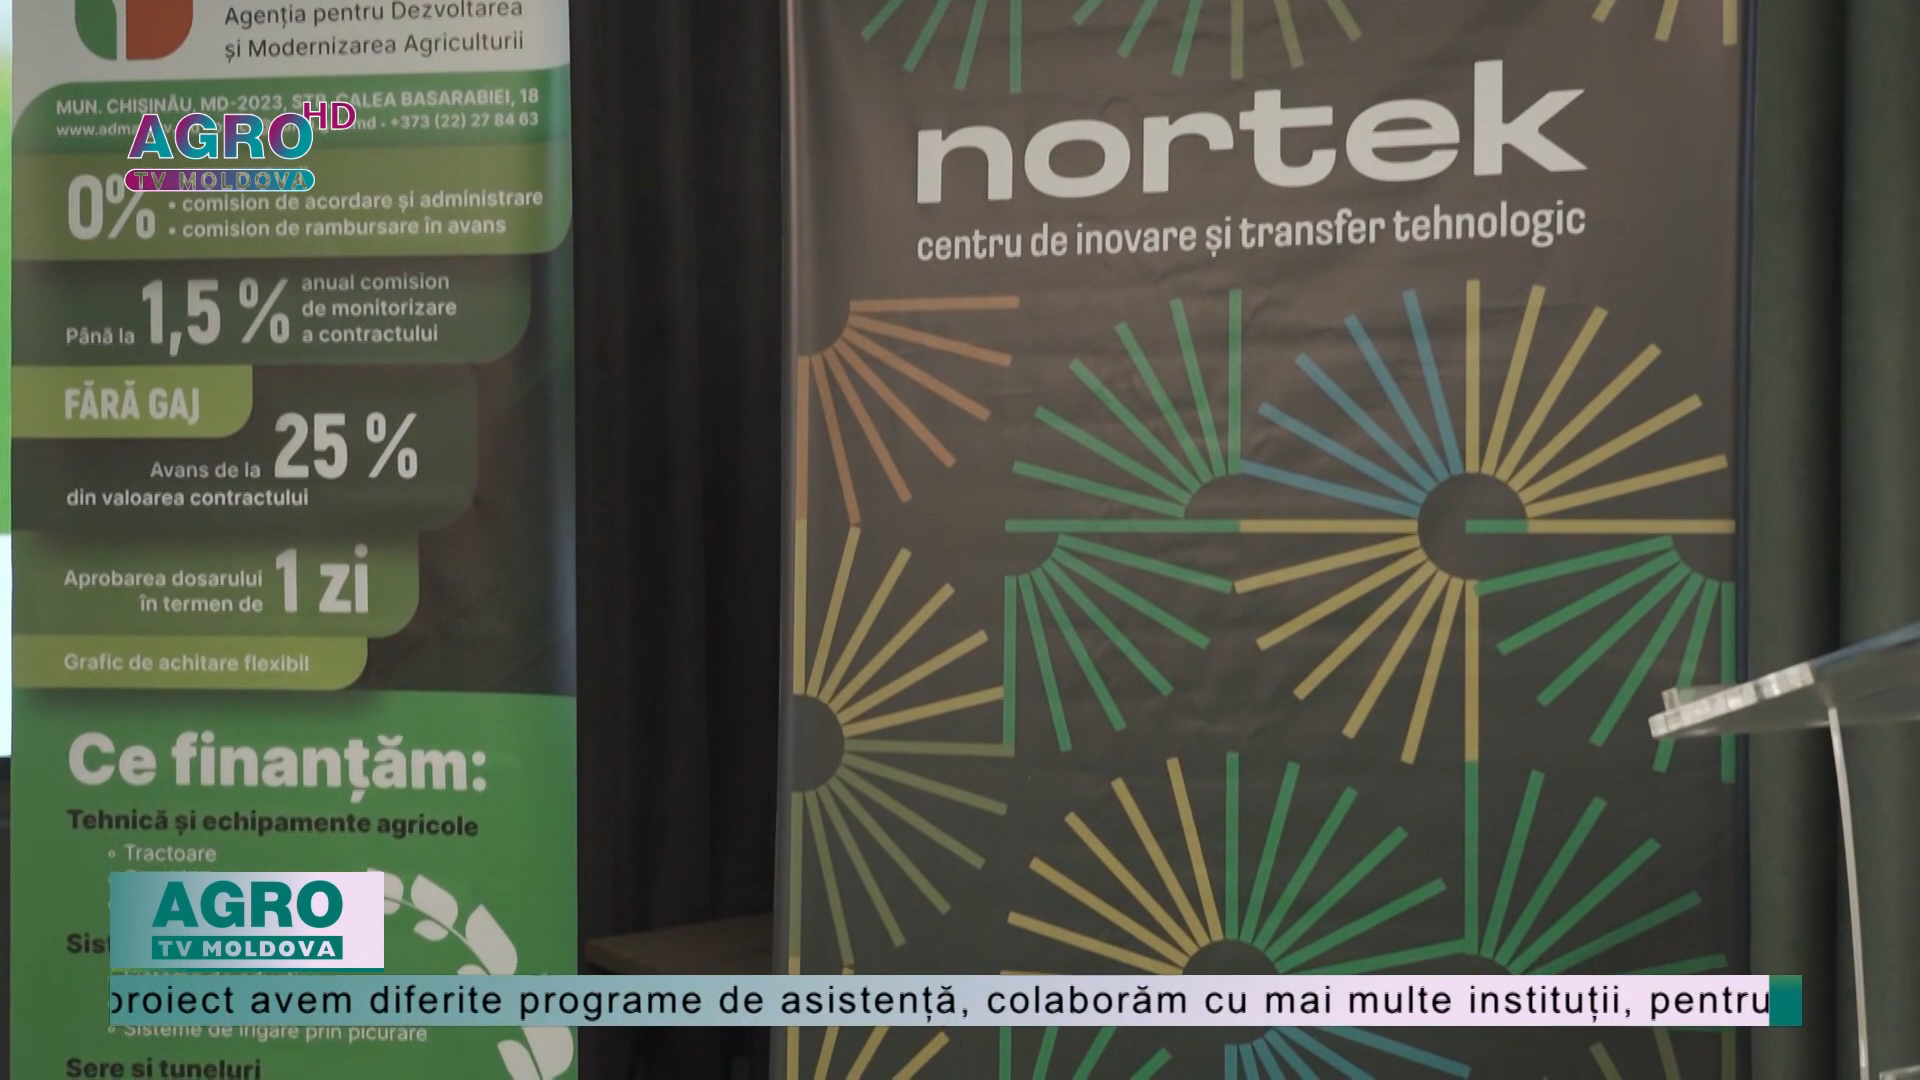 Agenția pentru Dezvoltarea
și Modernizarea Agriculturii
MUN. CHIȘINĂU, MD-2023, STR. CALEA BASARABIEI, 18
+373 (22) 27 84 63
AGRO HD
TV MOLDOVA
0%
• comision de acordare și administrare
• comision de rambursare în avans
Până la 1,5 %
anual comision
de monitorizare
a contractului
FĂRĂ GAJ
Avans de la 25 %
din valoarea contractului
Aprobarea dosarului
în termen de 1 zi
Grafic de achitare flexibil
Ce finanțăm:
Tehnică și echipamente agricole
◦ Tractoare
◦ Sisteme de irigare prin picurare
Sere si tuneluri
nortek
centru de inovare și transfer tehnologic
AGRO
TV MOLDOVA
proiect avem diferite programe de asistență, colaborăm cu mai multe instituții, pentru